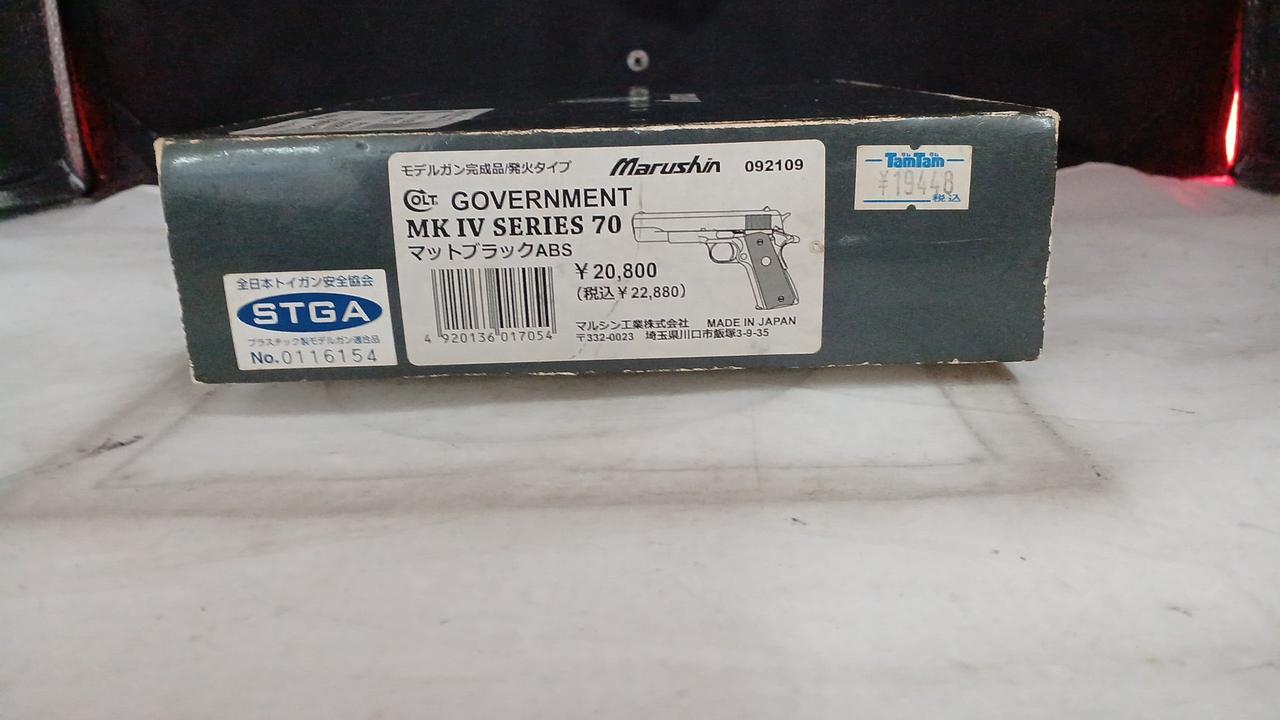 モデルガン完成品/発火タイプ
Marushin
092109
COLT
GOVERNMENT
MK IV SERIES 70
マットブラックABS
¥20,800
(税込¥22,880)
4 920136 017054
マルシン工業株式会社 MADE IN JAPAN
〒332-0023 埼玉県川口市飯塚3-9-35
全日本トイガン安全協会
STGA
プラスチック製モデルガン適合品
No.0116154
TamTam
¥19448
税込